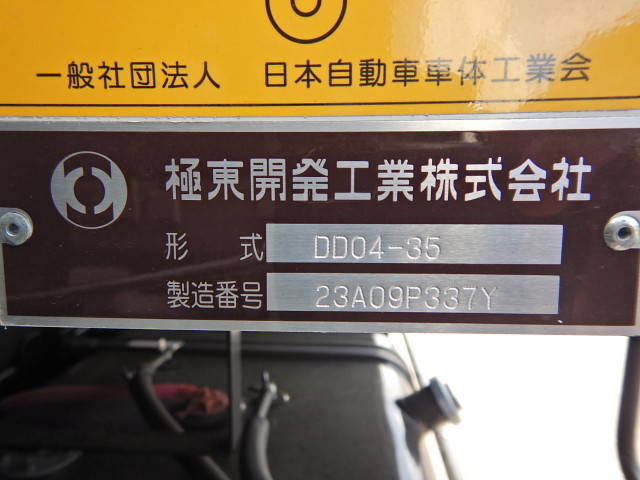 一般社団法人 日本自動車車体工業会
極東開発工業株式会社
形 式 DD04-35
製造番号 23A09P337Y